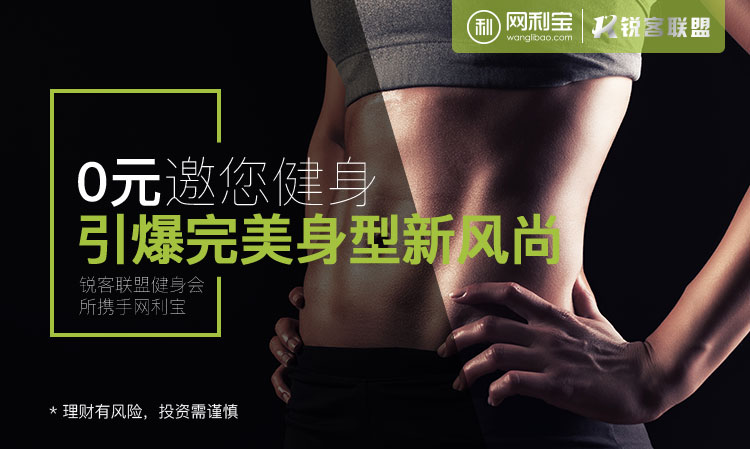 利 网利宝 wanglibao.com 锐客联盟
0元邀您健身
引爆完美身型新风尚
锐客联盟健身会
所携手网利宝
* 理财有风险，投资需谨慎